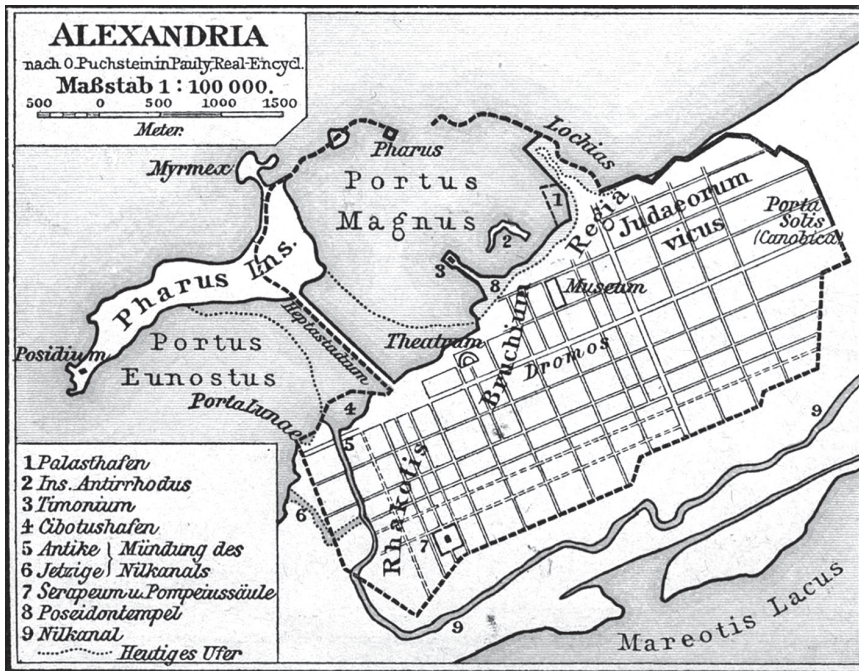 ALEXANDRIA
nach O. Puchstein in Pauly, Real-Encycl.
Maßstab 1 : 100 000.
500 0 500 1000 1500
Meter.
Myrmex
Pharus
Lochias
Portus
Magnus
1
2
3
8
Regia
Judaeorum
vicus
Porta
Solis
(Canobica)
Pharus Ins.
Museum
Heptastadium
Theatrum
Bruchium
Dromos
Posidium
Portus
Eunostus
Porta Lunae
4
5
6
Rhakotis
7
9
9
Mareotis Lacus
1 Palasthafen
2 Ins. Antirrhodus
3 Timonium
4 Cibotushafen
5 Antike } Mündung des
6 Jetzige } Nilkanals
7 Serapeum u. Pompeiussäule
8 Poseidontempel
9 Nilkanal
Heutiges Ufer